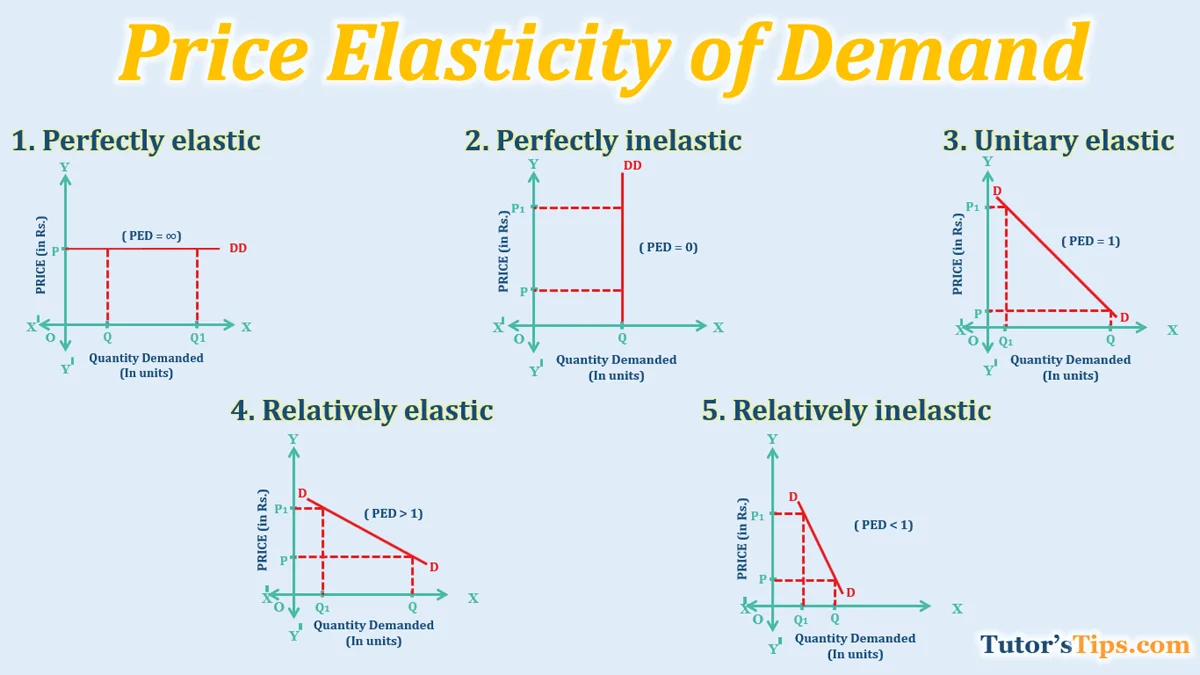 Price Elasticity of Demand
1. Perfectly elastic
Y
PRICE (in Rs.)
( PED = ∞)
P
DD
X'
O
Q
Q1
X
Y'
Quantity Demanded
(In units)
2. Perfectly inelastic
Y
DD
PRICE (in Rs.)
P1
( PED = 0)
P
X'
O
Q
X
Y'
Quantity Demanded
(In units)
3. Unitary elastic
Y
D
PRICE (in Rs.)
P1
( PED = 1)
P
D
X'
O
Q1
Q
X
Y'
Quantity Demanded
(In units)
4. Relatively elastic
Y
D
PRICE (in Rs.)
P1
( PED > 1)
P
D
X'
O
Q1
Q
X
Y'
Quantity Demanded
(In units)
5. Relatively inelastic
Y
D
PRICE (in Rs.)
P1
( PED < 1)
P
D
X'
O
Q1
Q
X
Y'
Quantity Demanded
(In units)
Tutor'sTips.com